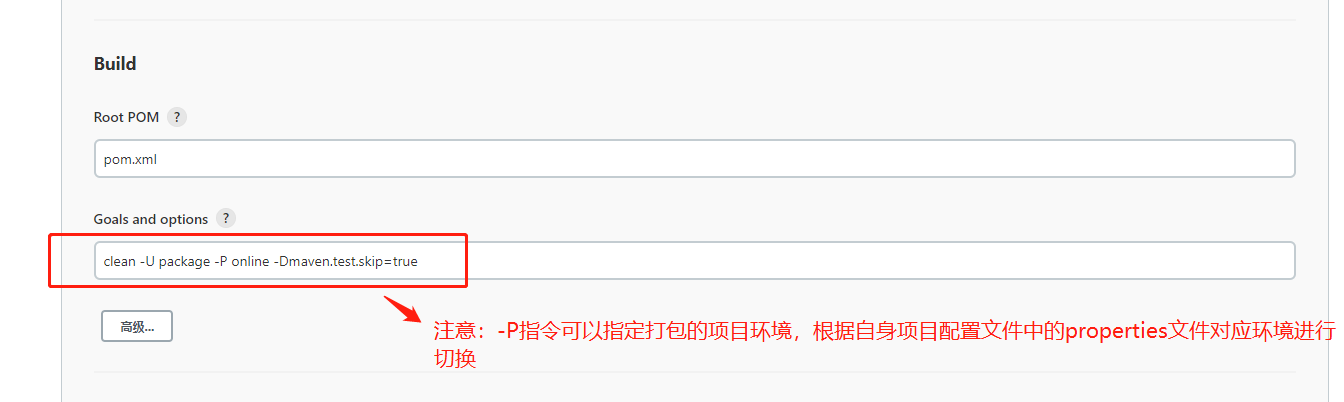 Build
Root POM ?
pom.xml
Goals and options ?
clean -U package -P online -Dmaven.test.skip=true
高级...
注意：-P指令可以指定打包的项目环境，根据自身项目配置文件中的properties文件对应环境进行
切换